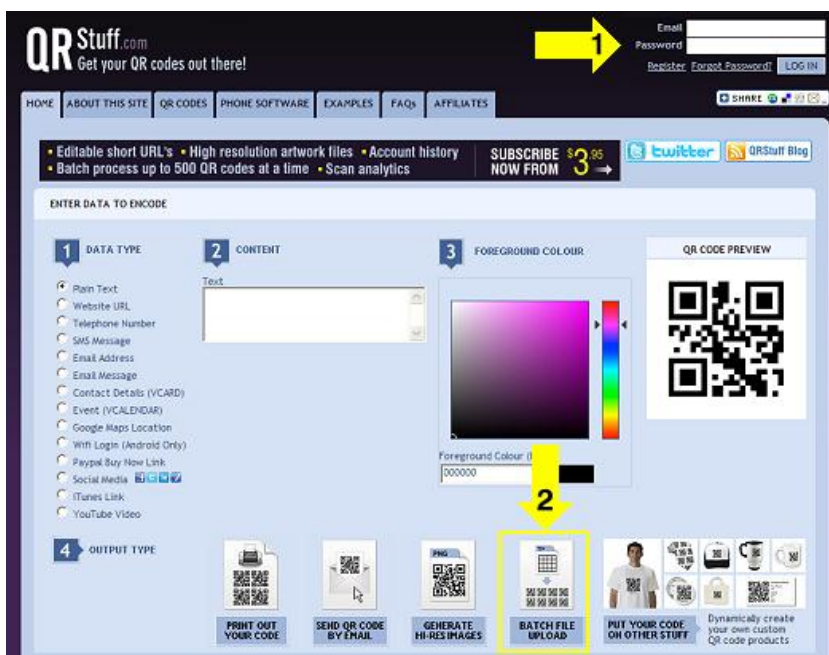 QR Stuff.com
Get your QR codes out there!
1
Email
Password
Register Forgot Password? LOG IN
HOME ABOUT THIS SITE QR CODES PHONE SOFTWARE EXAMPLES FAQs AFFILIATES
SHARE
• Editable short URL's • High resolution artwork files • Account history
• Batch process up to 500 QR codes at a time • Scan analytics
SUBSCRIBE NOW FROM $3.95
twitter
QRStuff Blog
ENTER DATA TO ENCODE
1 DATA TYPE
Plain Text
Website URL
Telephone Number
SMS Message
Email Address
Email Message
Contact Details (VCARD)
Event (VCALENDAR)
Google Maps Location
Wifi Login (Android Only)
Paypal Buy Now Link
Social Media
iTunes Link
YouTube Video
2 CONTENT
Text
3 FOREGROUND COLOUR
Foreground Colour
000000
QR CODE PREVIEW
2
4 OUTPUT TYPE
PRINT OUT
YOUR CODE
SEND QR CODE
BY EMAIL
PNG
GENERATE
HI-RES IMAGES
BATCH FILE
UPLOAD
PUT YOUR CODE
ON OTHER STUFF
Dynamically create
your own custom
QR code products